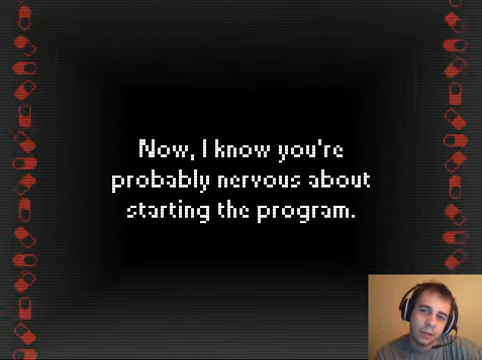 Now, I know you're
probably nervous about
starting the program.